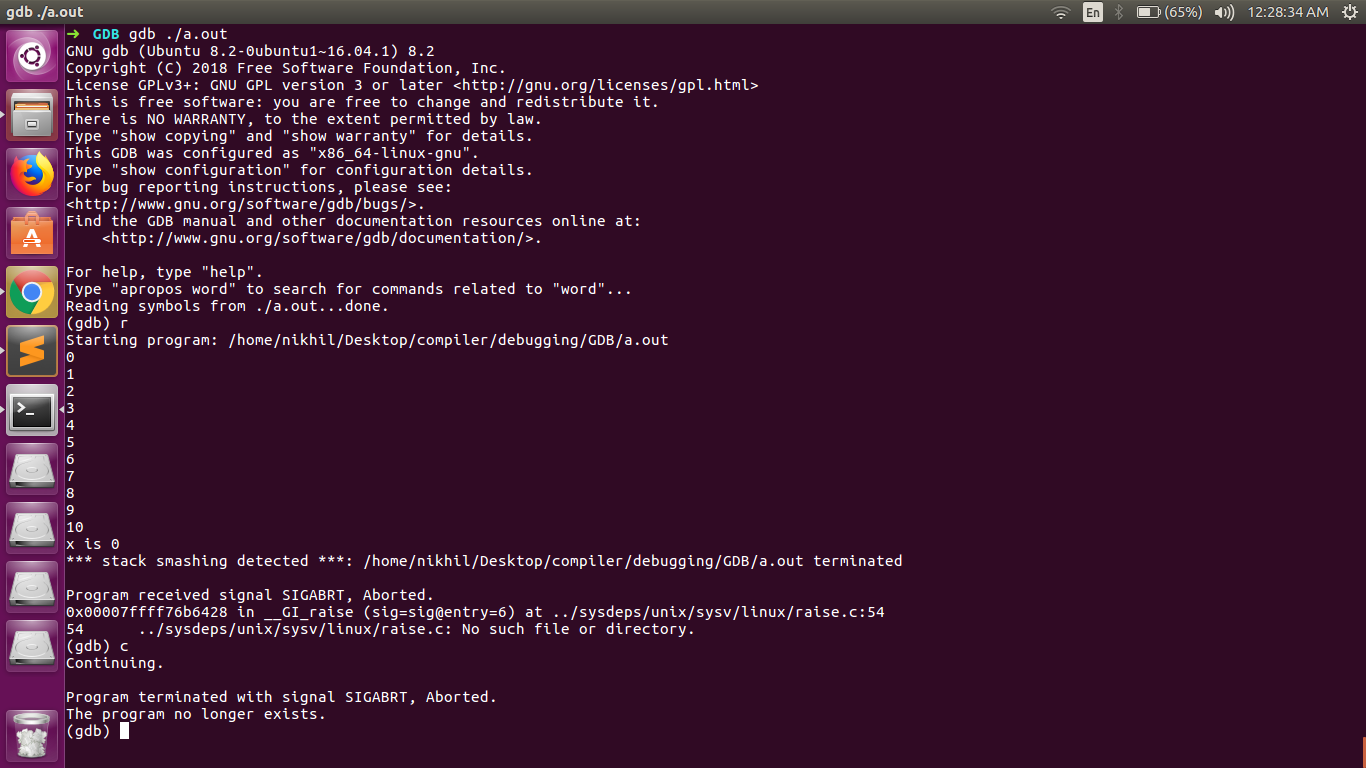 gdb ./a.out
En (65%) 12:28:34 AM
➜ GDB gdb ./a.out
GNU gdb (Ubuntu 8.2-0ubuntu1~16.04.1) 8.2
Copyright (C) 2018 Free Software Foundation, Inc.
License GPLv3+: GNU GPL version 3 or later <http://gnu.org/licenses/gpl.html>
This is free software: you are free to change and redistribute it.
There is NO WARRANTY, to the extent permitted by law.
Type "show copying" and "show warranty" for details.
This GDB was configured as "x86_64-linux-gnu".
Type "show configuration" for configuration details.
For bug reporting instructions, please see:
<http://www.gnu.org/software/gdb/bugs/>.
Find the GDB manual and other documentation resources online at:
    <http://www.gnu.org/software/gdb/documentation/>.

For help, type "help".
Type "apropos word" to search for commands related to "word"...
Reading symbols from ./a.out...done.
(gdb) r
Starting program: /home/nikhil/Desktop/compiler/debugging/GDB/a.out
0
1
2
3
4
5
6
7
8
9
10
x is 0
*** stack smashing detected ***: /home/nikhil/Desktop/compiler/debugging/GDB/a.out terminated

Program received signal SIGABRT, Aborted.
0x00007ffff76b6428 in __GI_raise (sig=sig@entry=6) at ../sysdeps/unix/sysv/linux/raise.c:54
54      ../sysdeps/unix/sysv/linux/raise.c: No such file or directory.
(gdb) c
Continuing.

Program terminated with signal SIGABRT, Aborted.
The program no longer exists.
(gdb)